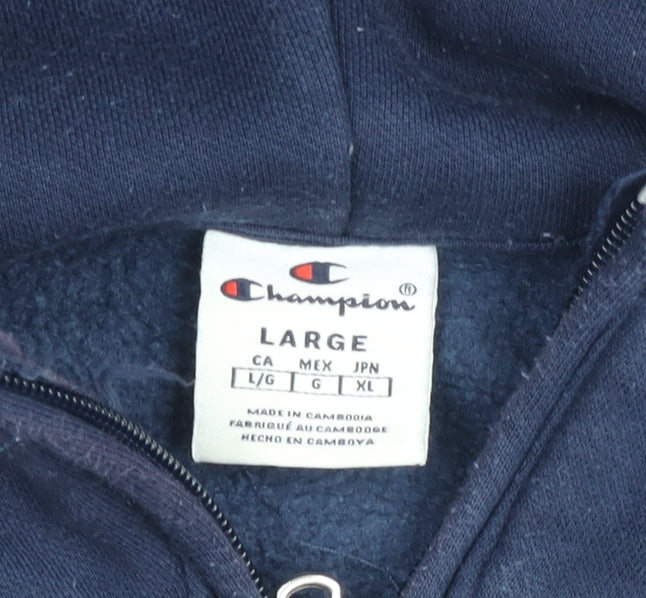 Champion®
LARGE
CA MEX JPN
L/G G XL
MADE IN CAMBODIA
FABRIQUÉ AU CAMBODGE
HECHO EN CAMBOYA